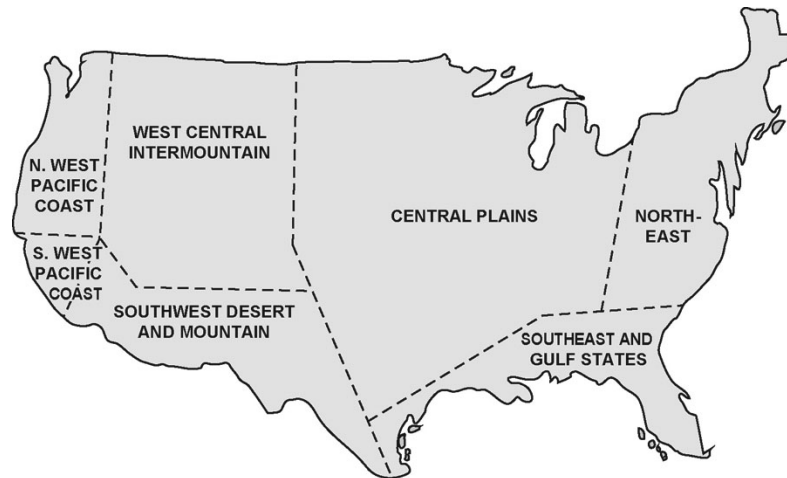 WEST CENTRAL
INTERMOUNTAIN
N. WEST
PACIFIC
COAST
CENTRAL PLAINS
NORTH-
EAST
S. WEST
PACIFIC
COAST
SOUTHWEST DESERT
AND MOUNTAIN
SOUTHEAST AND
GULF STATES